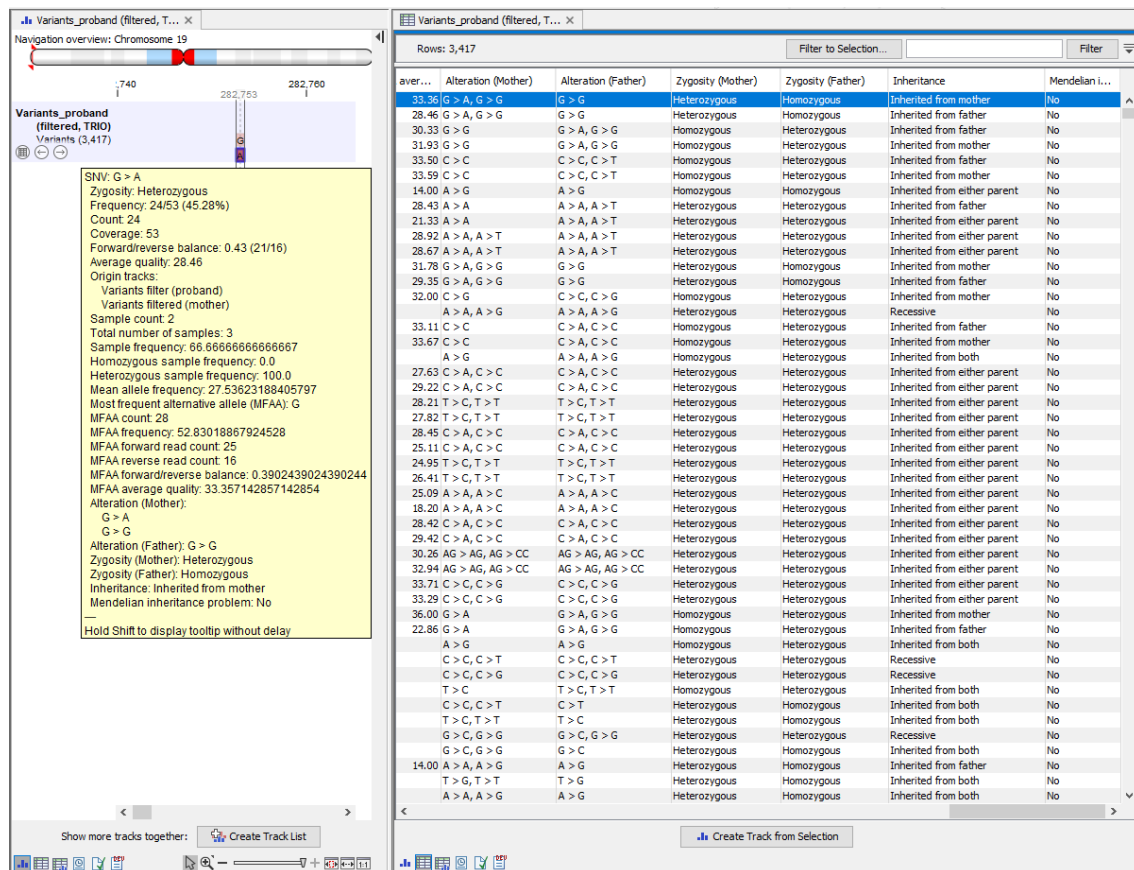 Variants_proband (filtered, T... ×
Navigation overview: Chromosome 19
:,740
282,753
282,760
Variants_proband
(filtered, TRIO)
Variants (3,417)
G
A
SNV: G > A
Zygosity: Heterozygous
Frequency: 24/53 (45.28%)
Count: 24
Coverage: 53
Forward/reverse balance: 0.43 (21/16)
Average quality: 28.46
Origin tracks:
Variants filter (proband)
Variants filtered (mother)
Sample count: 2
Total number of samples: 3
Sample frequency: 66.66666666666667
Homozygous sample frequency: 0.0
Heterozygous sample frequency: 100.0
Mean allele frequency: 27.53623188405797
Most frequent alternative allele (MFAA): G
MFAA count: 28
MFAA frequency: 52.83018867924528
MFAA forward read count: 25
MFAA reverse read count: 16
MFAA forward/reverse balance: 0.3902439024390244
MFAA average quality: 33.357142857142854
Alteration (Mother):
G > A
G > G
Alteration (Father): G > G
Zygosity (Mother): Heterozygous
Zygosity (Father): Homozygous
Inheritance: Inherited from mother
Mendelian inheritance problem: No
—
Hold Shift to display tooltip without delay
Show more tracks together: Create Track List
1:1
Variants_proband (filtered, T... ×
Rows: 3,417 Filter to Selection... Filter
aver... Alteration (Mother) Alteration (Father) Zygosity (Mother) Zygosity (Father) Inheritance Mendelian i...
33.36 G > A, G > G G > G Heterozygous Homozygous Inherited from mother No
28.46 G > A, G > G G > G Heterozygous Homozygous Inherited from father No
30.33 G > G G > A, G > G Homozygous Heterozygous Inherited from father No
31.93 G > G G > A, G > G Homozygous Heterozygous Inherited from mother No
33.50 C > C C > C, C > T Homozygous Heterozygous Inherited from father No
33.59 C > C C > C, C > T Homozygous Heterozygous Inherited from mother No
14.00 A > G A > G Homozygous Homozygous Inherited from either parent No
28.43 A > A A > A, A > T Homozygous Heterozygous Inherited from father No
21.33 A > A A > A, A > T Homozygous Heterozygous Inherited from either parent No
28.92 A > A, A > T A > A, A > T Heterozygous Heterozygous Inherited from either parent No
28.67 A > A, A > T A > A, A > T Heterozygous Heterozygous Inherited from either parent No
31.78 G > A, G > G G > G Heterozygous Homozygous Inherited from mother No
29.35 G > A, G > G G > G Heterozygous Homozygous Inherited from father No
32.00 C > G C > C, C > G Homozygous Heterozygous Inherited from mother No
A > A, A > G A > A, A > G Heterozygous Heterozygous Recessive No
33.11 C > C C > A, C > C Homozygous Heterozygous Inherited from father No
33.67 C > C C > A, C > C Homozygous Heterozygous Inherited from mother No
A > G A > A, A > G Homozygous Heterozygous Inherited from both No
27.63 C > A, C > C C > A, C > C Heterozygous Heterozygous Inherited from either parent No
29.22 C > A, C > C C > A, C > C Heterozygous Heterozygous Inherited from either parent No
28.21 T > C, T > T T > C, T > T Heterozygous Heterozygous Inherited from either parent No
27.82 T > C, T > T T > C, T > T Heterozygous Heterozygous Inherited from either parent No
28.45 C > A, C > C C > A, C > C Heterozygous Heterozygous Inherited from either parent No
25.11 C > A, C > C C > A, C > C Heterozygous Heterozygous Inherited from either parent No
24.95 T > C, T > T T > C, T > T Heterozygous Heterozygous Inherited from either parent No
26.41 T > C, T > T T > C, T > T Heterozygous Heterozygous Inherited from either parent No
25.09 A > A, A > C A > A, A > C Heterozygous Heterozygous Inherited from either parent No
18.20 A > A, A > C A > A, A > C Heterozygous Heterozygous Inherited from either parent No
28.42 C > A, C > C C > A, C > C Heterozygous Heterozygous Inherited from either parent No
29.42 C > A, C > C C > A, C > C Heterozygous Heterozygous Inherited from either parent No
30.26 AG > AG, AG > CC AG > AG, AG > CC Heterozygous Heterozygous Inherited from either parent No
32.94 AG > AG, AG > CC AG > AG, AG > CC Heterozygous Heterozygous Inherited from either parent No
33.71 C > C, C > G C > C, C > G Heterozygous Heterozygous Inherited from either parent No
33.29 C > C, C > G C > C, C > G Heterozygous Heterozygous Inherited from either parent No
36.00 G > A G > A, G > G Homozygous Heterozygous Inherited from mother No
22.86 G > A G > A, G > G Homozygous Heterozygous Inherited from father No
A > G A > G Homozygous Homozygous Inherited from both No
C > C, C > T C > C, C > T Heterozygous Heterozygous Recessive No
C > C, C > G C > C, C > G Heterozygous Heterozygous Recessive No
T > C T > C, T > T Homozygous Heterozygous Inherited from both No
C > C, C > T C > T Heterozygous Homozygous Inherited from both No
T > C, T > T T > C Heterozygous Homozygous Inherited from both No
G > C, G > G G > C, G > G Heterozygous Heterozygous Recessive No
G > C, G > G G > C Heterozygous Homozygous Inherited from both No
14.00 A > A, A > G A > G Heterozygous Homozygous Inherited from father No
T > G, T > T T > G Heterozygous Homozygous Inherited from both No
A > A, A > G A > G Heterozygous Homozygous Inherited from both No
Create Track from Selection